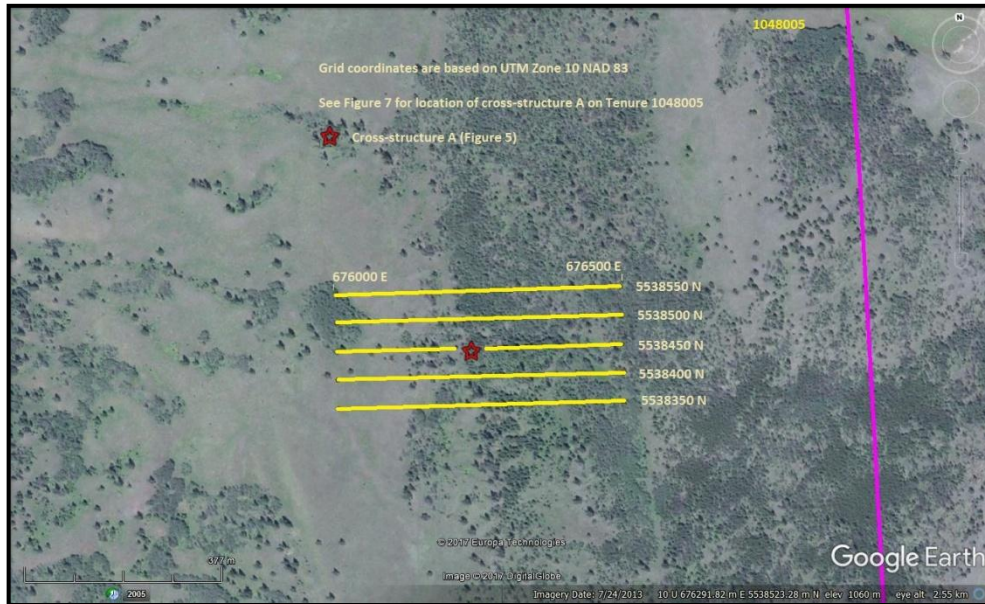 1048005
N
Grid coordinates are based on UTM Zone 10 NAD 83
See Figure 7 for location of cross-structure A on Tenure 1048005
Cross-structure A (Figure 5)
676000 E
676500 E
5538550 N
5538500 N
5538450 N
5538400 N
5538350 N
© 2017 Europa Technologies
377 m
Google Earth
Image © 2017 DigitalGlobe
2005
Imagery Date: 7/24/2013 10 U 676291.82 m E 5538523.28 m N elev 1060 m eye alt 2.55 km